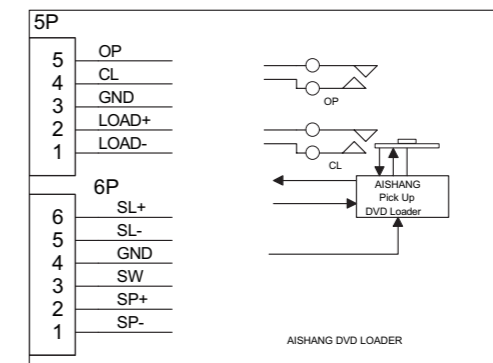 5P
5 OP
4 CL
3 GND
2 LOAD+
1 LOAD-
6P
6 SL+
5 SL-
4 GND
3 SW
2 SP+
1 SP-
OP
CL
AISHANG
Pick Up
DVD Loader
AISHANG DVD LOADER